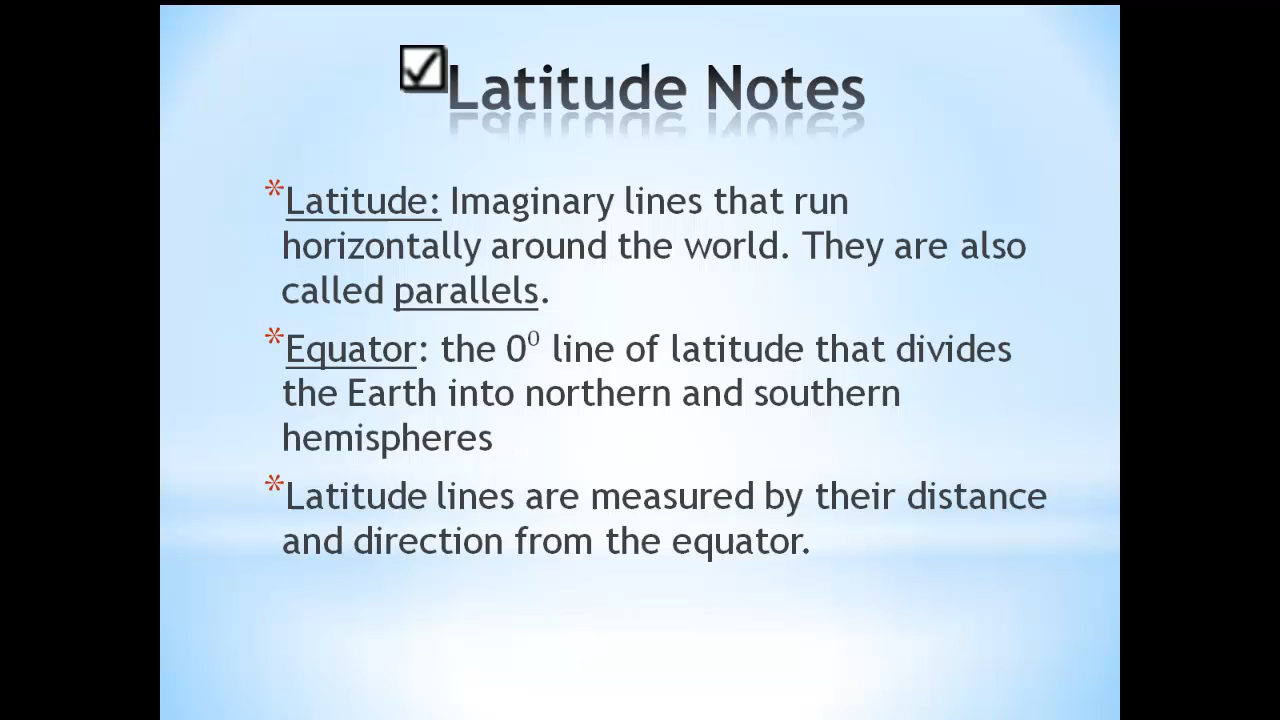 Latitude Notes
*Latitude: Imaginary lines that run
horizontally around the world. They are also
called parallels.
*Equator: the 0⁰ line of latitude that divides
the Earth into northern and southern
hemispheres
*Latitude lines are measured by their distance
and direction from the equator.